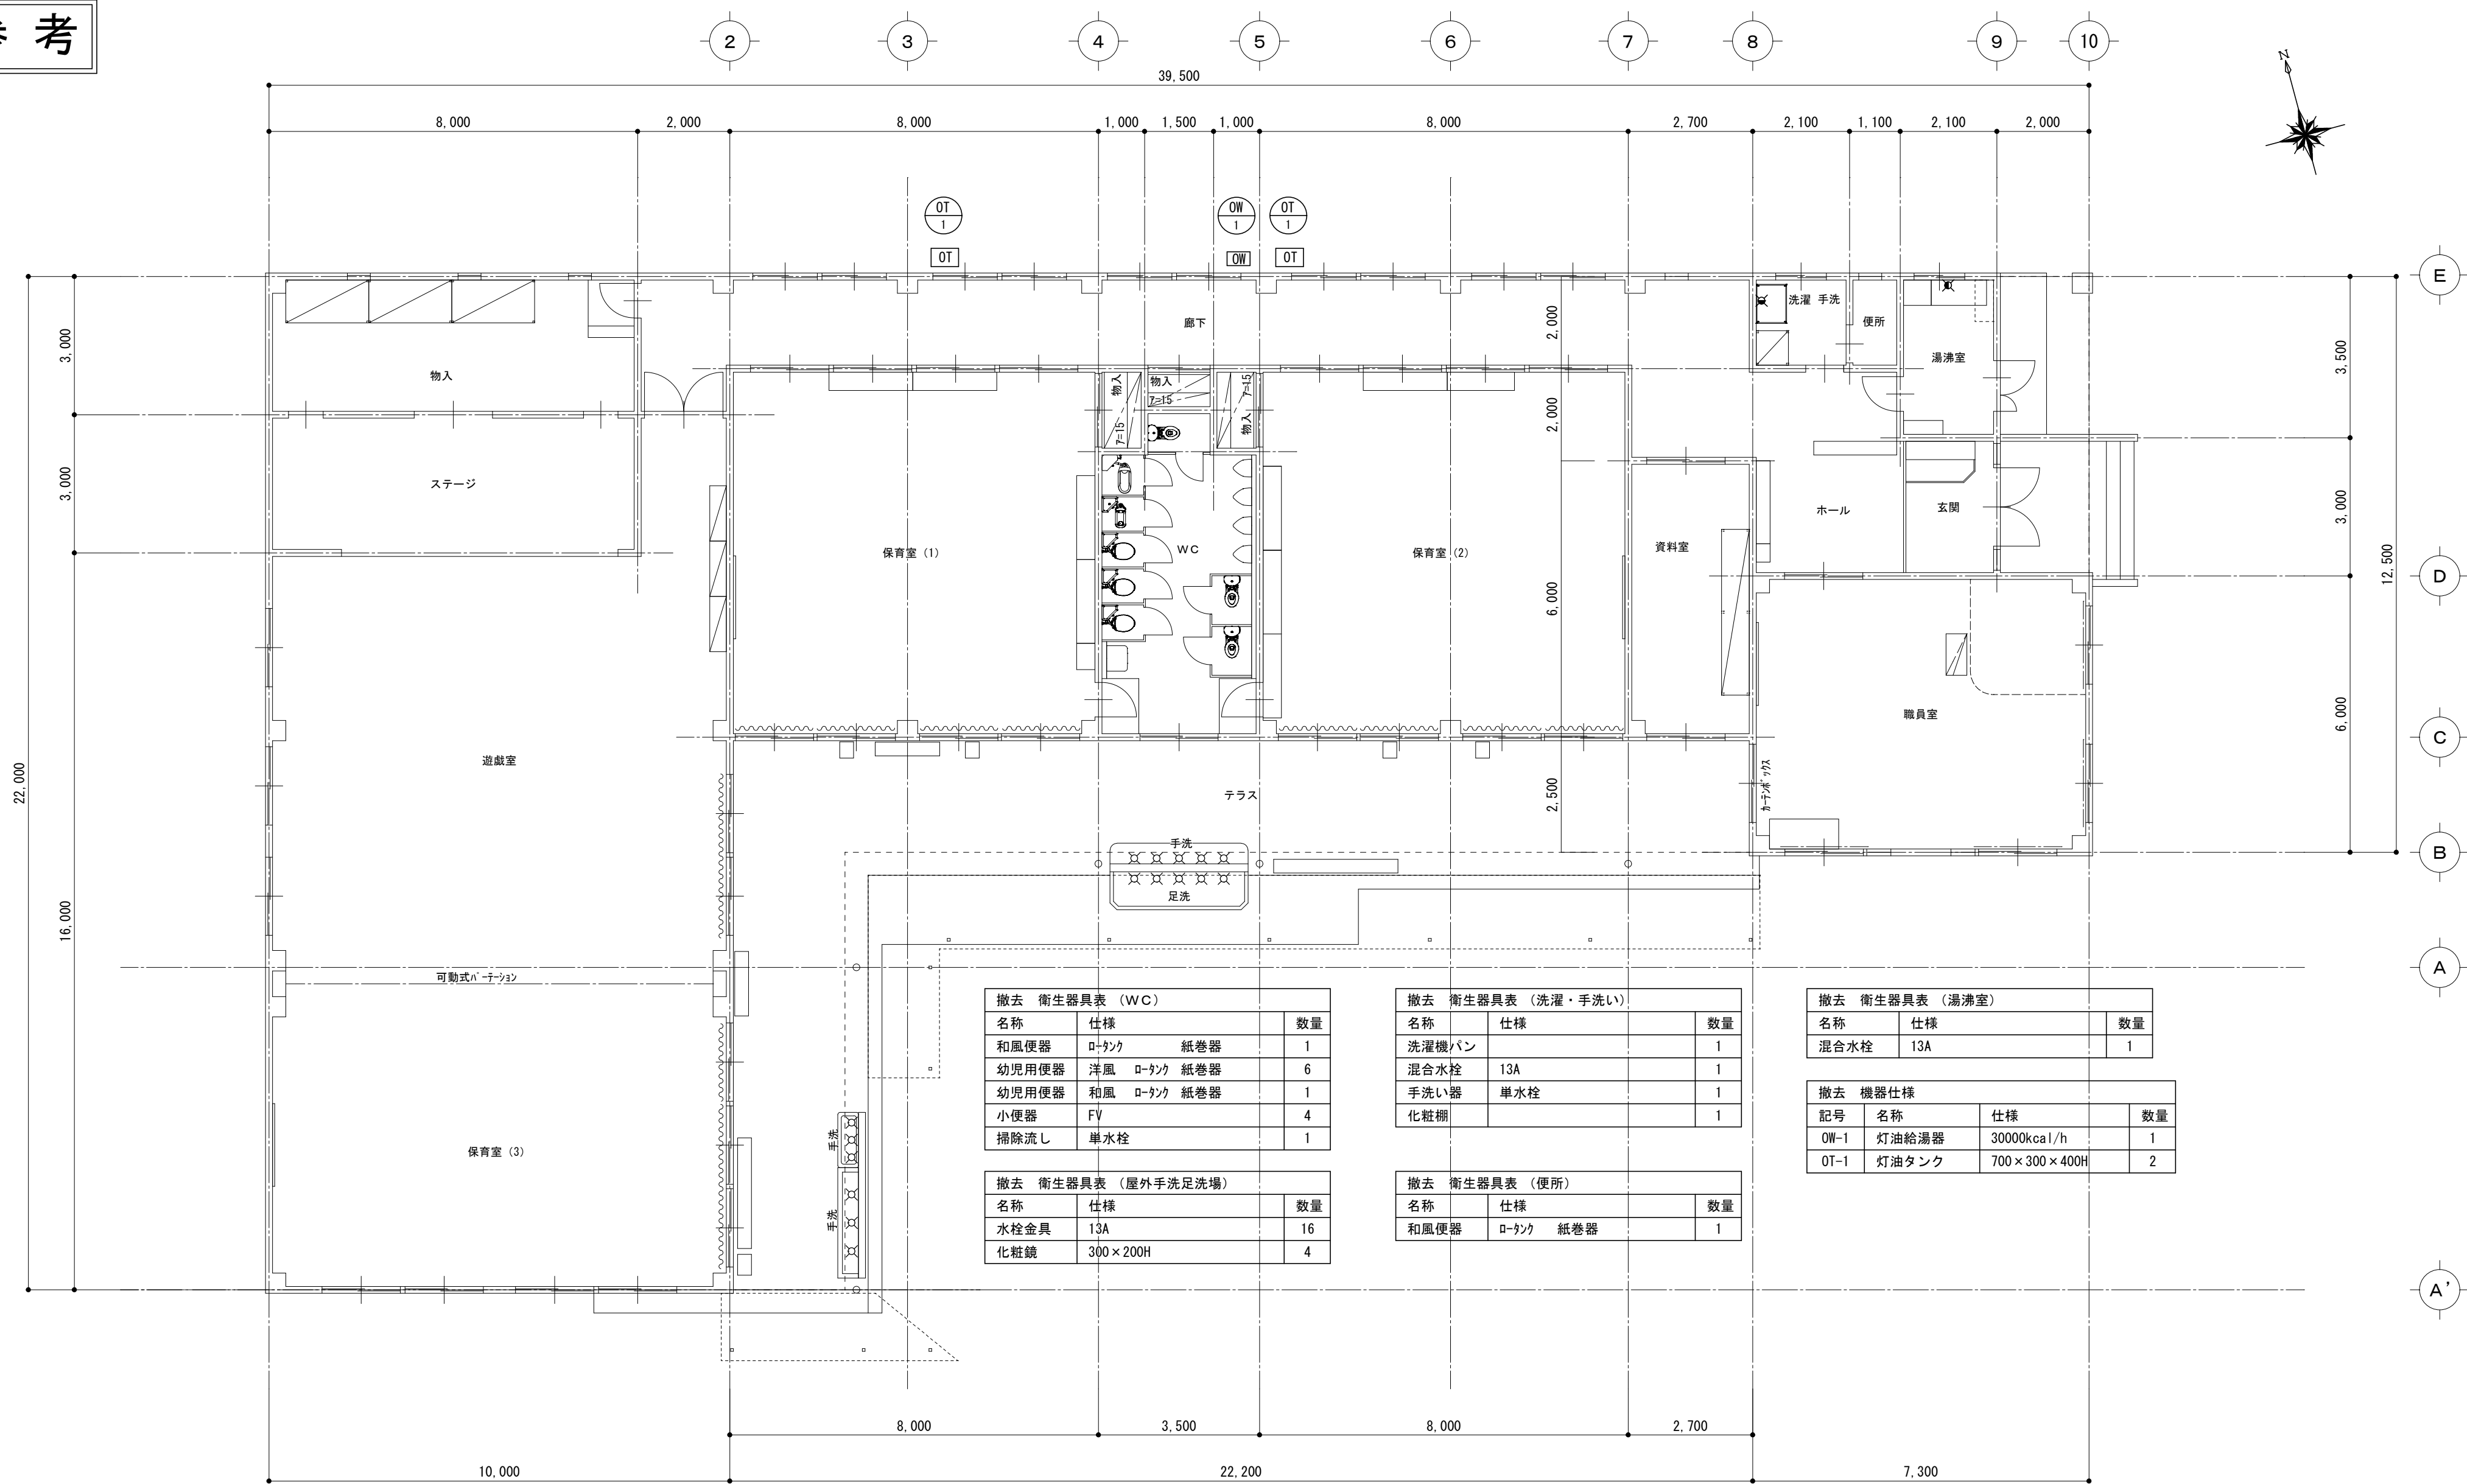 参 考
2 3 4 5 6 7 8 9 10
39,500
8,000 2,000 8,000 1,000 1,500 1,000 8,000 2,700 2,100 1,100 2,100 2,000
N
OT 1
OW 1
OT 1
OT
OW
OT
E
D
C
B
A
A'
22,000
3,000
3,000
16,000
3,500
3,000
6,000
12,500
2,000
2,000
6,000
2,500
物入
ステージ
遊戯室
可動式パーテーション
保育室 (3)
廊下
保育室 (1)
物入
7=15
物入
7=15
物入
7=15
WC
保育室 (2)
資料室
洗濯 手洗
便所
湯沸室
ホール
玄関
職員室
カーテンボックス
テラス
手洗
足洗
手洗
手洗
撤去 衛生器具表 (WC)
名称 仕様 数量
和風便器 ロータンク 紙巻器 1
幼児用便器 洋風 ロータンク 紙巻器 6
幼児用便器 和風 ロータンク 紙巻器 1
小便器 FV 4
掃除流し 単水栓 1
撤去 衛生器具表 (屋外手洗足洗場)
名称 仕様 数量
水栓金具 13A 16
化粧鏡 300×200H 4
撤去 衛生器具表 (洗濯・手洗い)
名称 仕様 数量
洗濯機パン 1
混合水栓 13A 1
手洗い器 単水栓 1
化粧棚 1
撤去 衛生器具表 (便所)
名称 仕様 数量
和風便器 ロータンク 紙巻器 1
撤去 衛生器具表 (湯沸室)
名称 仕様 数量
混合水栓 13A 1
撤去 機器仕様
記号 名称 仕様 数量
OW-1 灯油給湯器 30000kcal/h 1
OT-1 灯油タンク 700×300×400H 2
8,000 3,500 8,000 2,700
10,000 22,200 7,300